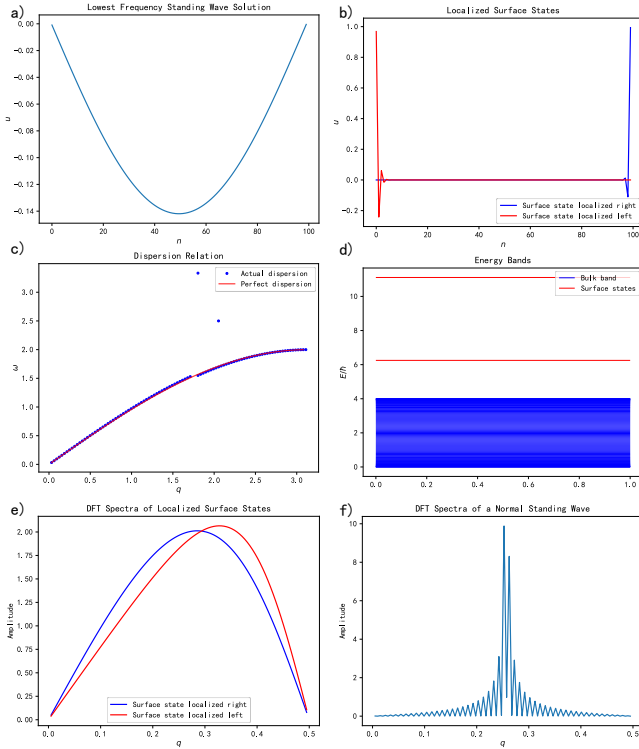 a)
Lowest Frequency Standing Wave Solution
0.00
−0.02
−0.04
−0.06
−0.08
−0.10
−0.12
−0.14
u
0
20
40
60
80
100
n
b)
Localized Surface States
1.0
0.8
0.6
0.4
0.2
0.0
−0.2
u
0
20
40
60
80
100
n
Surface state localized right
Surface state localized left
c)
Dispersion Relation
3.0
2.5
2.0
1.5
1.0
0.5
0.0
ω
0.0
0.5
1.0
1.5
2.0
2.5
3.0
q
Actual dispersion
Perfect dispersion
d)
Energy Bands
10
8
6
4
2
0
E/ħ
0.0
0.2
0.4
0.6
0.8
1.0
Bulk band
Surface states
e)
DFT Spectra of Localized Surface States
2.00
1.75
1.50
1.25
1.00
0.75
0.50
0.25
0.00
Amplitude
0.0
0.1
0.2
0.3
0.4
0.5
q
Surface state localized right
Surface state localized left
f)
DFT Spectra of a Normal Standing Wave
10
8
6
4
2
0
Amplitude
0.0
0.1
0.2
0.3
0.4
0.5
q